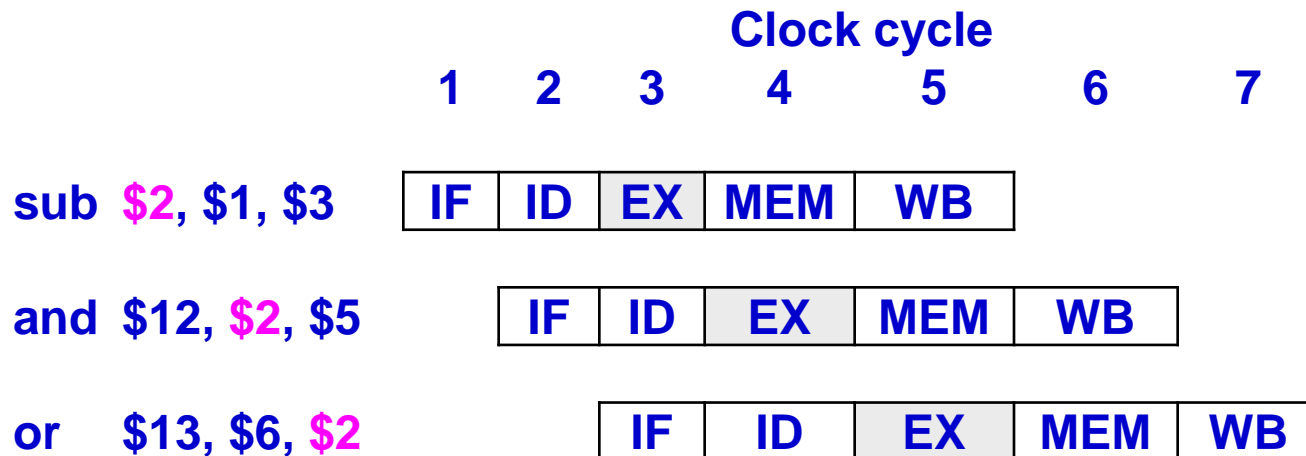 Clock cycle
1 2 3 4 5 6 7
sub $2, $1, $3 IF ID EX MEM WB
and $12, $2, $5 IF ID EX MEM WB
or $13, $6, $2 IF ID EX MEM WB